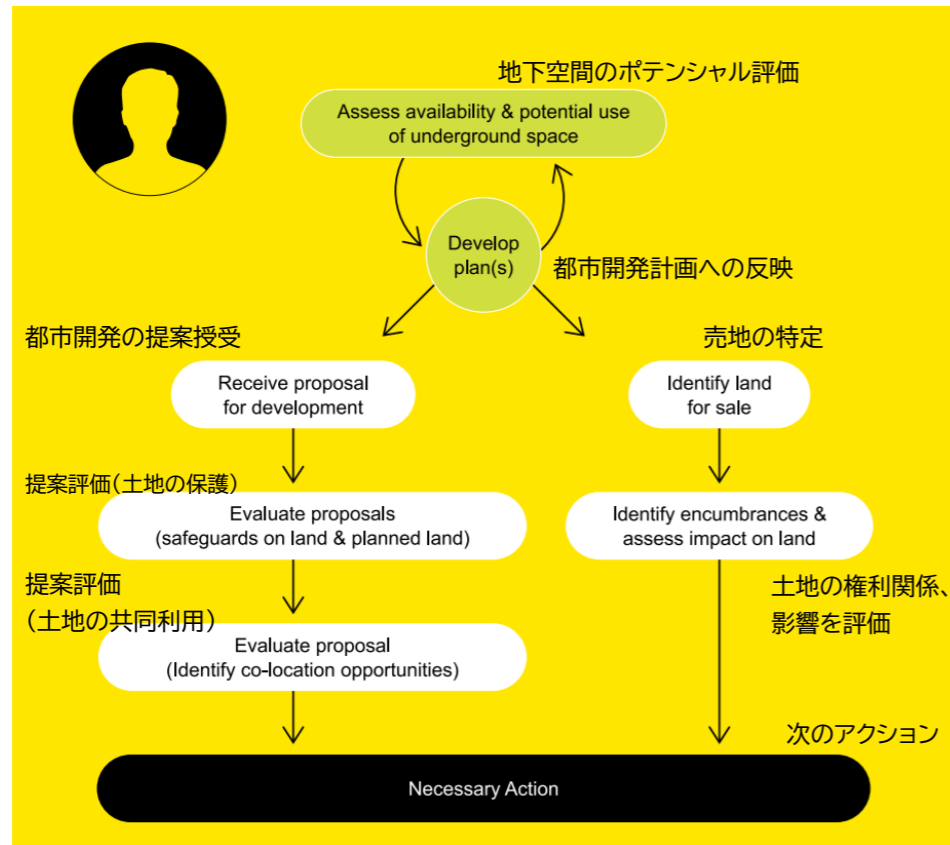 地下空間のポテンシャル評価
Assess availability & potential use
of underground space
Develop
plan(s)
都市開発計画への反映
都市開発の提案授受
売地の特定
Receive proposal
for development
Identify land
for sale
提案評価(土地の保護)
Evaluate proposals
(safeguards on land & planned land)
Identify encumbrances &
assess impact on land
提案評価
(土地の共同利用)
土地の権利関係、
影響を評価
Evaluate proposal
(Identify co-location opportunities)
次のアクション
Necessary Action